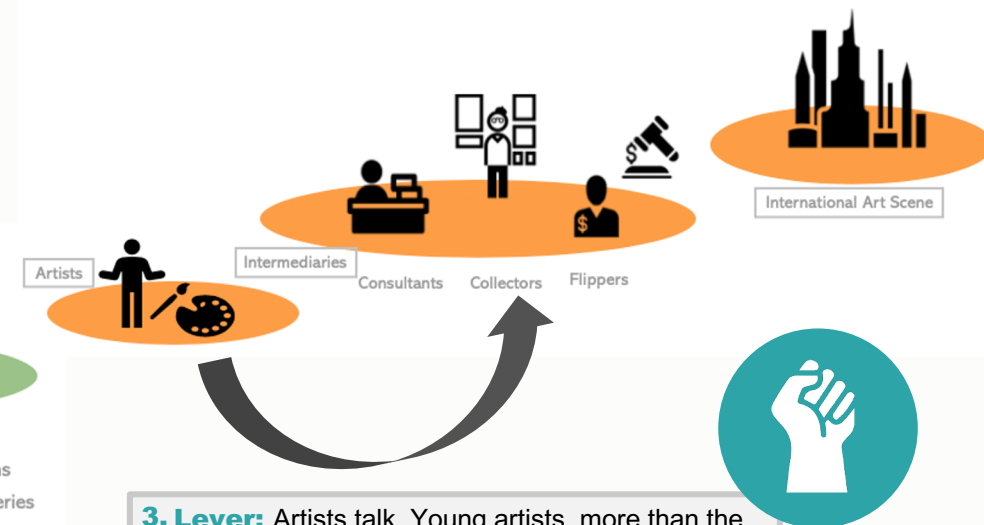 International Art Scene
Intermediaries
Artists
Consultants
Collectors
Flippers
$
$
3. Lever: Artists talk. Young artists, more than the